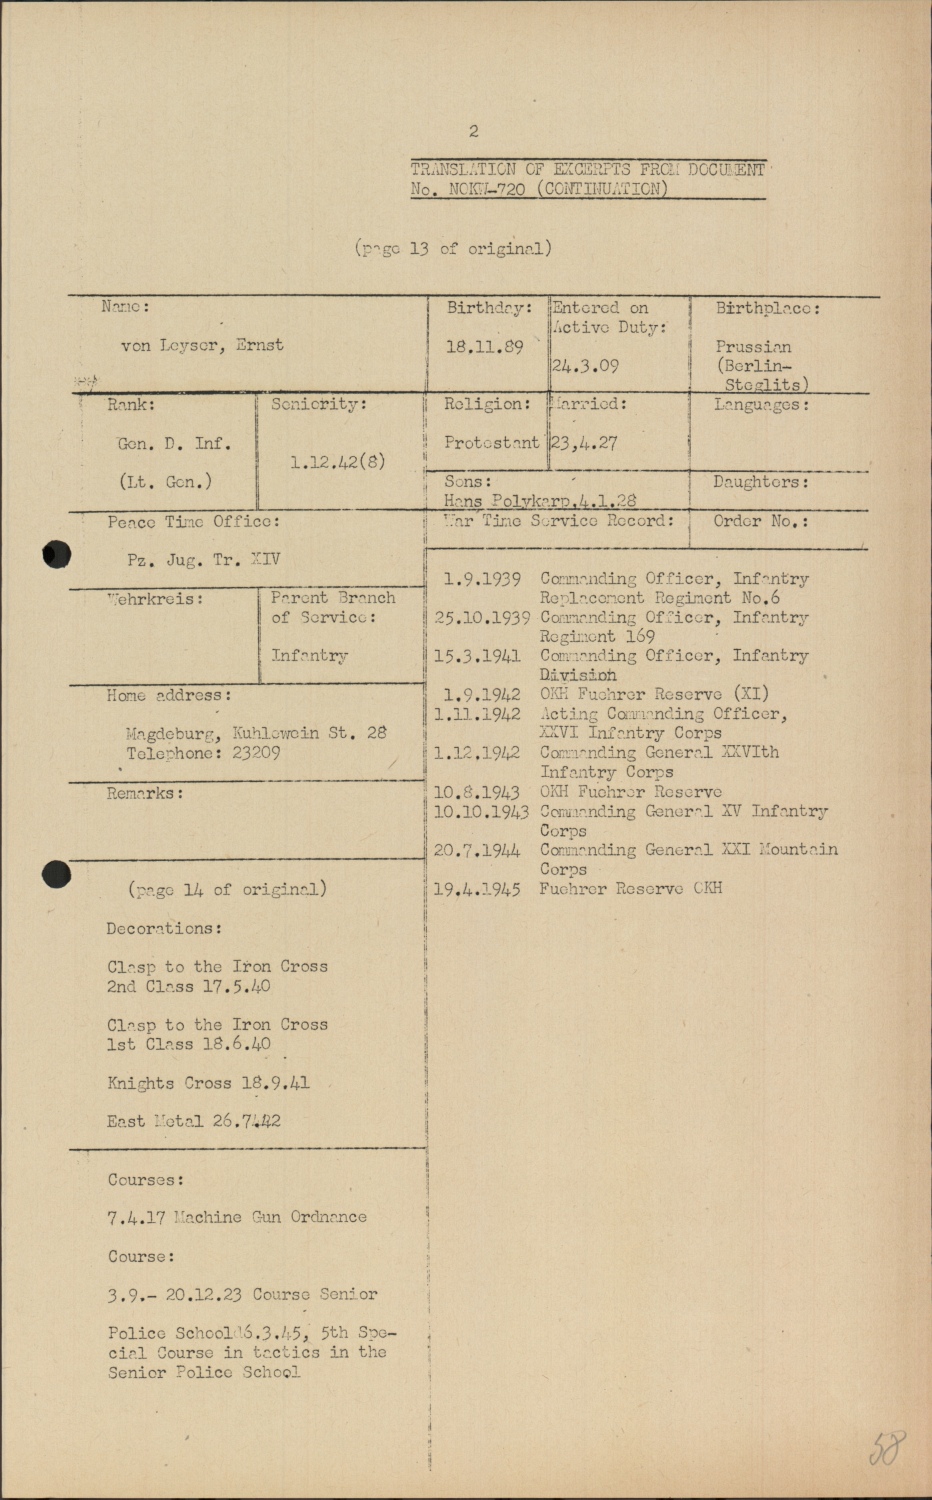 2
TRANSLATION OF EXCERPTS FROM DOCUMENT
No. NOKW-720 (CONTINUATION)
(page 13 of original)
Name:
von Leyser, Ernst
Birthday:
18.11.89
Entered on
Active Duty:
24.3.09
Birthplace:
Prussian
(Berlin-
Steglits)
Rank:
Gen. D. Inf.
(Lt. Gen.)
Seniority:
1.12.42(8)
Religion:
Protestant
Married:
23,4.27
Languages:
Sons:
Hans Polykarp,4.1.28
Daughters:
Peace Time Office:
Pz. Jug. Tr. XIV
War Time Service Record:
Order No.:
Wehrkreis:
Parent Branch
of Service:
Infantry
Home address:
Magdeburg, Kuhlewein St. 28
Telephone: 23209
Remarks:
1.9.1939 Commanding Officer, Infantry
Replacement Regiment No.6
25.10.1939 Commanding Officer, Infantry
Regiment 169
15.3.1941 Commanding Officer, Infantry
Division
1.9.1942 OKH Fuehrer Reserve (XI)
1.11.1942 Acting Commanding Officer,
XXVI Infantry Corps
1.12.1942 Commanding General XXVIth
Infantry Corps
10.8.1943 OKH Fuehrer Reserve
10.10.1943 Commanding General XV Infantry
Corps
20.7.1944 Commanding General XXI Mountain
Corps
19.4.1945 Fuehrer Reserve OKH
(page 14 of original)
Decorations:
Clasp to the Iron Cross
2nd Class 17.5.40
Clasp to the Iron Cross
1st Class 18.6.40
Knights Cross 18.9.41
East Metal 26.7.42
Courses:
7.4.17 Machine Gun Ordnance
Course:
3.9.- 20.12.23 Course Senior
Police School 16.3.45, 5th Spe-
cial Course in tactics in the
Senior Police School
58